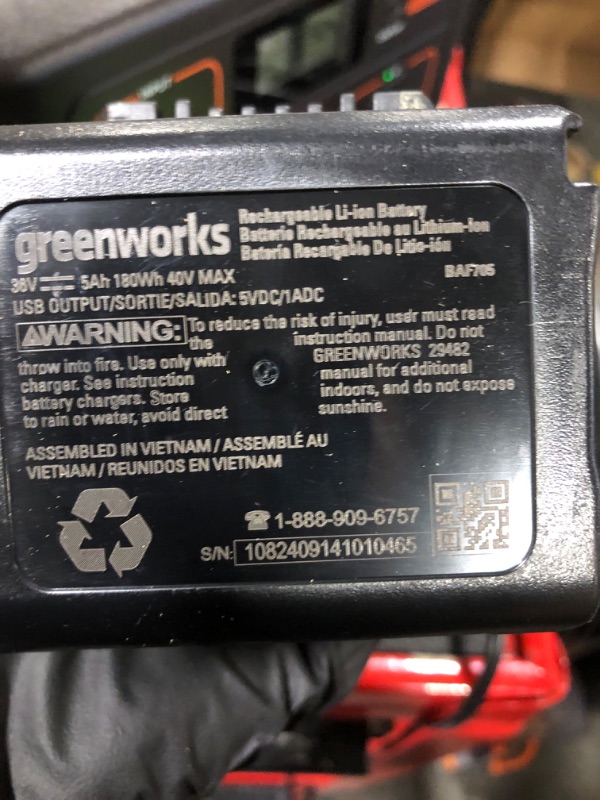 greenworks
Rechargeable Li-ion Battery
Batterie Rechargeable en Lithium-Ion
Batería Recargable De Litio-ión
36V 5Ah 180Wh 40V MAX
BAF705
USB OUTPUT/SORTIE/SALIDA: 5VDC/1ADC
WARNING: To reduce the risk of injury, user must read
the instruction manual. Do not
throw into fire. Use only with GREENWORKS 29482
charger. See instruction manual for additional
battery chargers. Store indoors, and do not expose
to rain or water, avoid direct sunshine.
ASSEMBLED IN VIETNAM / ASSEMBLÉ AU
VIETNAM / REUNIDOS EN VIETNAM
☎ 1-888-909-6757
S/N: 1082409141010465